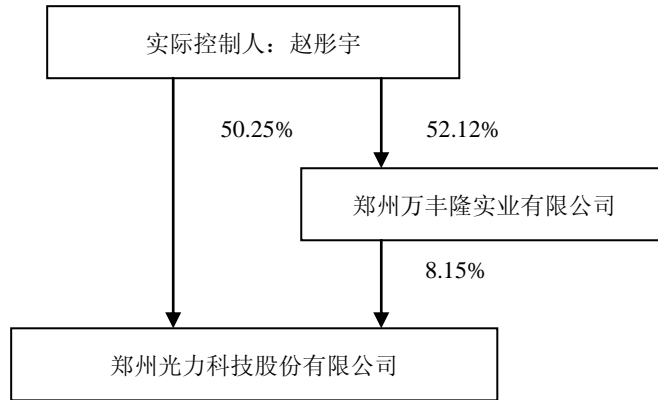 实际控制人：赵彤宇
50.25%
52.12%
郑州万丰隆实业有限公司
8.15%
郑州光力科技股份有限公司